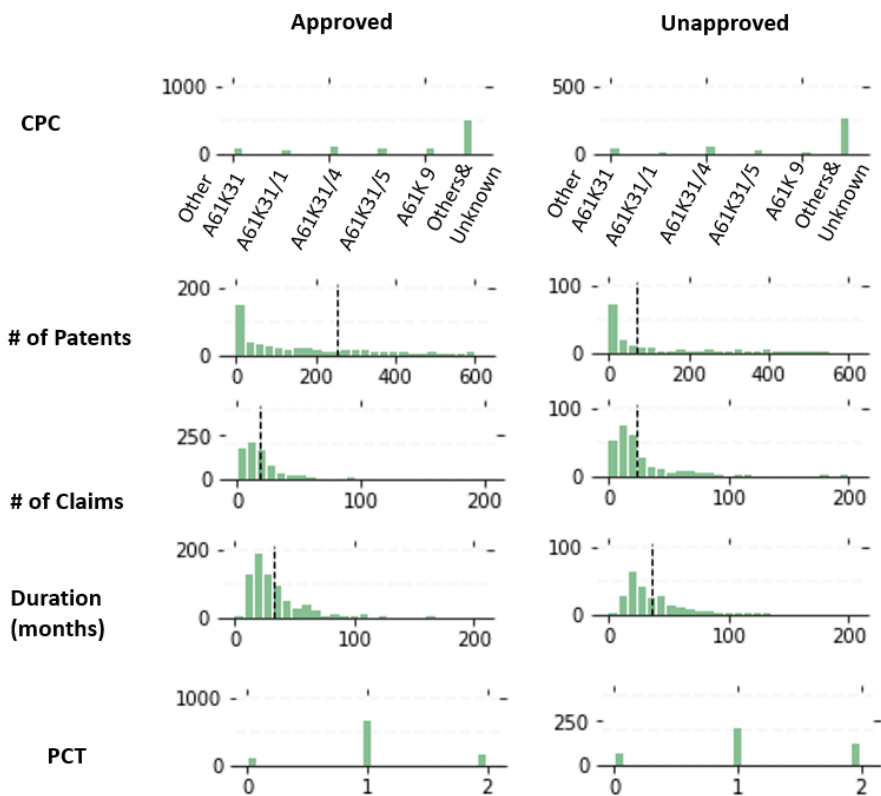 Approved Unapproved
CPC
1000
0
500
0
Other
A61K31
A61K31/1
A61K31/4
A61K31/5
A61K 9
Others&
Unknown
Other
A61K31
A61K31/1
A61K31/4
A61K31/5
A61K 9
Others&
Unknown
# of Patents
200
0
0 200 400 600
100
0
0 200 400 600
# of Claims
250
0
0 100 200
100
0
0 100 200
Duration
(months)
200
0
0 100 200
100
0
0 100 200
PCT
1000
0
0 1 2
250
0
0 1 2